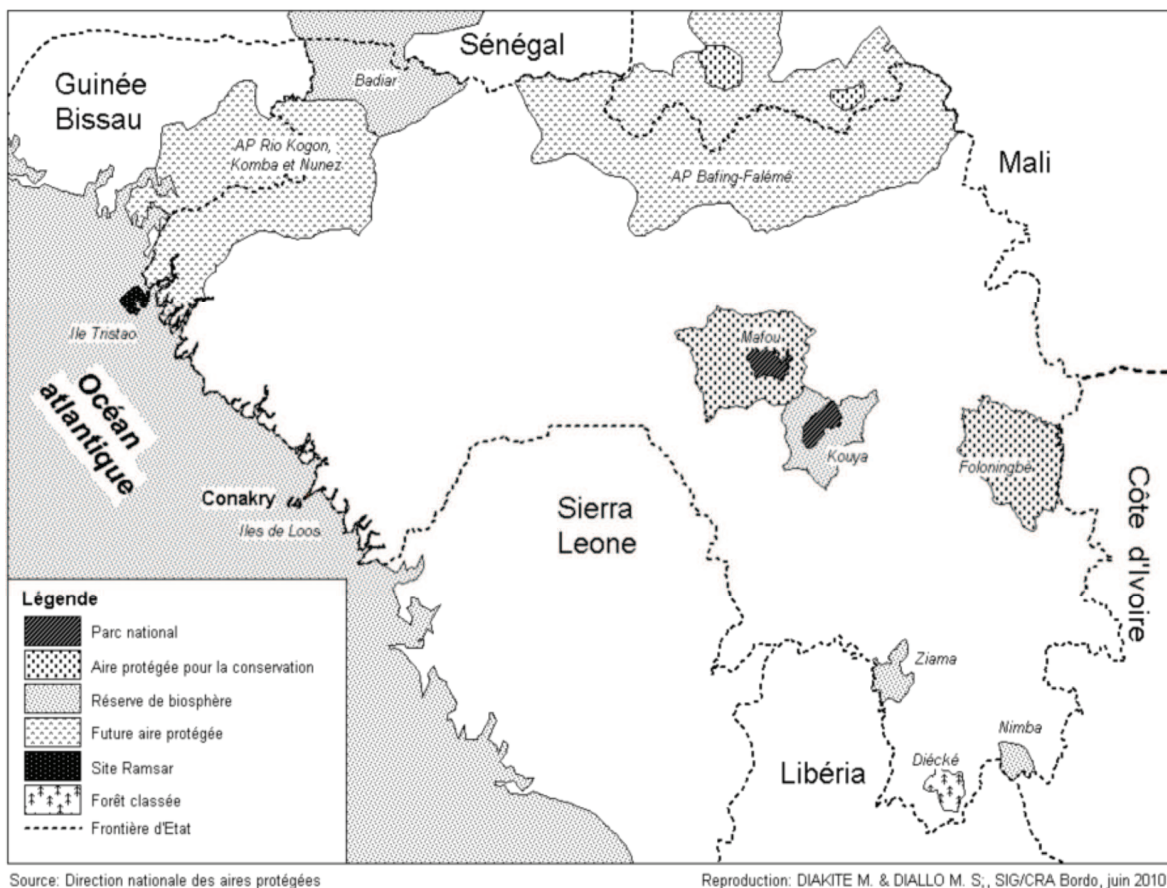 Sénégal
Guinée
Bissau
Badiar
AP Rio Kogon,
Komba et Nunez
AP Bafing-Falémé
Mali
Ile Tristao
Océan
atlantique
Mafou
Kouya
Foloningbe
Conakry
Iles de Loos
Sierra
Leone
Côte d'Ivoire
Légende
Parc national
Aire protégée pour la conservation
Réserve de biosphère
Future aire protégée
Site Ramsar
Forêt classée
Frontière d'Etat
Ziama
Nimba
Diécké
Libéria
Source: Direction nationale des aires protégées
Reproduction: DIAKITE M. & DIALLO M. S;, SIG/CRA Bordo, juin 2010